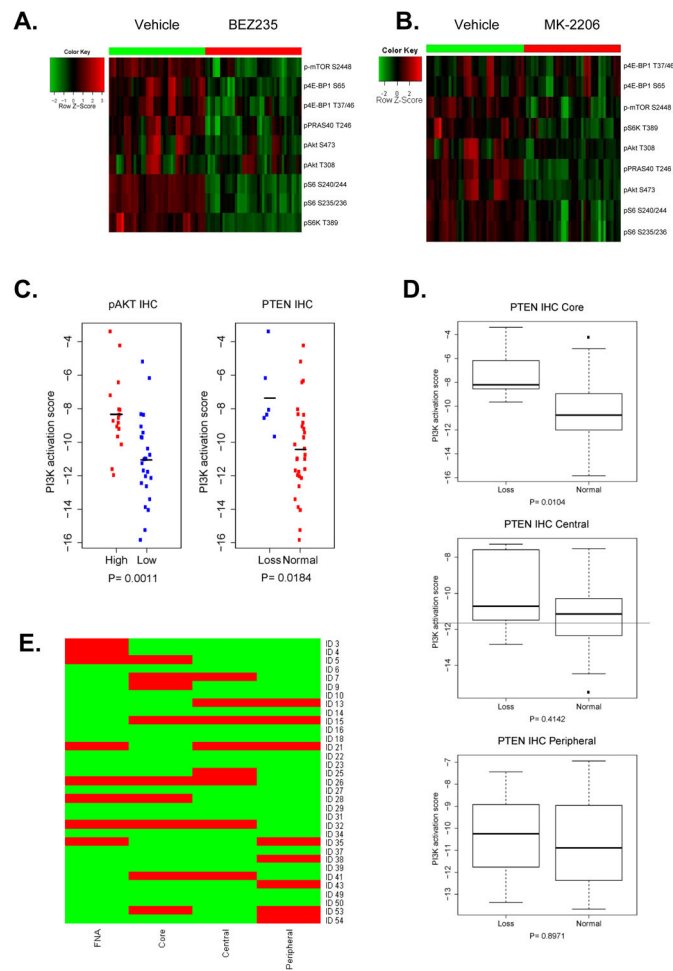 A.
Vehicle BEZ235
Color Key
-2 0 1 2 3
Row Z-Score
p-mTOR S2448
p4E-BP1 S65
p4E-BP1 T37/46
pPRAS40 T246
pAkt S473
pAkt T308
pS6 S240/244
pS6 S235/236
pS6K T389
B.
Vehicle MK-2206
Color Key
-2 0 2
Row Z-Score
p4E-BP1 T37/46
p4E-BP1 S65
p-mTOR S2448
pS6K T389
pAkt T308
pPRAS40 T246
pAkt S473
pS6 S240/244
pS6 S235/236
C.
pAKT IHC
PI3K activation score
-4
-6
-8
-10
-12
-14
-16
High Low
P= 0.0011
PTEN IHC
PI3K activation score
-4
-6
-8
-10
-12
-14
-16
Loss Normal
P= 0.0184
D.
PTEN IHC Core
PI3K activation score
-4
-6
-8
-10
-12
-14
-16
Loss Normal
P= 0.0104
PTEN IHC Central
PI3K activation score
-8
-10
-12
-14
Loss Normal
P= 0.4142
PTEN IHC Peripheral
PI3K activation score
-7
-8
-9
-10
-11
-12
-13
Loss Normal
P= 0.8971
E.
ID 3
ID 4
ID 5
ID 6
ID 7
ID 9
ID 10
ID 13
ID 14
ID 15
ID 16
ID 18
ID 21
ID 22
ID 23
ID 25
ID 26
ID 27
ID 28
ID 29
ID 31
ID 32
ID 34
ID 35
ID 37
ID 38
ID 39
ID 41
ID 43
ID 49
ID 50
ID 53
ID 54
FNA
Core
Central
Peripheral